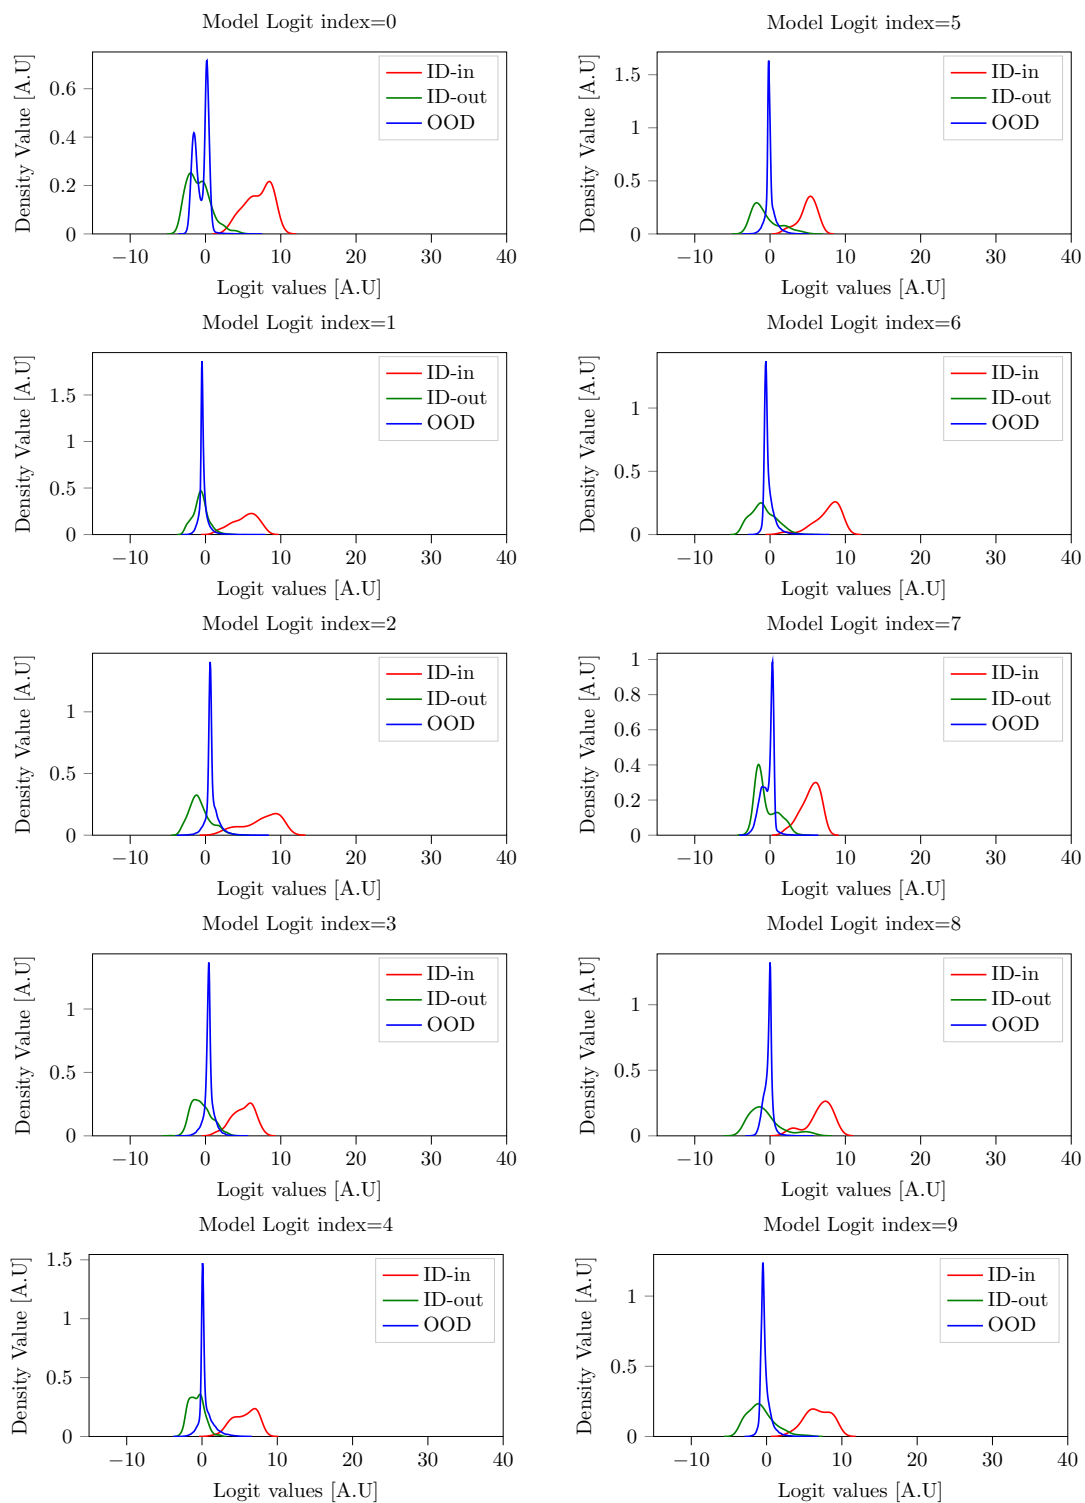 Model Logit index=0
Density Value [A.U]
0.6
0.4
0.2
0
ID-in
ID-out
OOD
−10 0 10 20 30 40
Logit values [A.U]
Model Logit index=5
Density Value [A.U]
1.5
1
0.5
0
ID-in
ID-out
OOD
−10 0 10 20 30 40
Logit values [A.U]
Model Logit index=1
Density Value [A.U]
1.5
1
0.5
0
ID-in
ID-out
OOD
−10 0 10 20 30 40
Logit values [A.U]
Model Logit index=6
Density Value [A.U]
1
0.5
0
ID-in
ID-out
OOD
−10 0 10 20 30 40
Logit values [A.U]
Model Logit index=2
Density Value [A.U]
1
0.5
0
ID-in
ID-out
OOD
−10 0 10 20 30 40
Logit values [A.U]
Model Logit index=7
Density Value [A.U]
1
0.8
0.6
0.4
0.2
0
ID-in
ID-out
OOD
−10 0 10 20 30 40
Logit values [A.U]
Model Logit index=3
Density Value [A.U]
1
0.5
0
ID-in
ID-out
OOD
−10 0 10 20 30 40
Logit values [A.U]
Model Logit index=8
Density Value [A.U]
1
0.5
0
ID-in
ID-out
OOD
−10 0 10 20 30 40
Logit values [A.U]
Model Logit index=4
Density Value [A.U]
1.5
1
0.5
0
ID-in
ID-out
OOD
−10 0 10 20 30 40
Logit values [A.U]
Model Logit index=9
Density Value [A.U]
1
0.5
0
ID-in
ID-out
OOD
−10 0 10 20 30 40
Logit values [A.U]